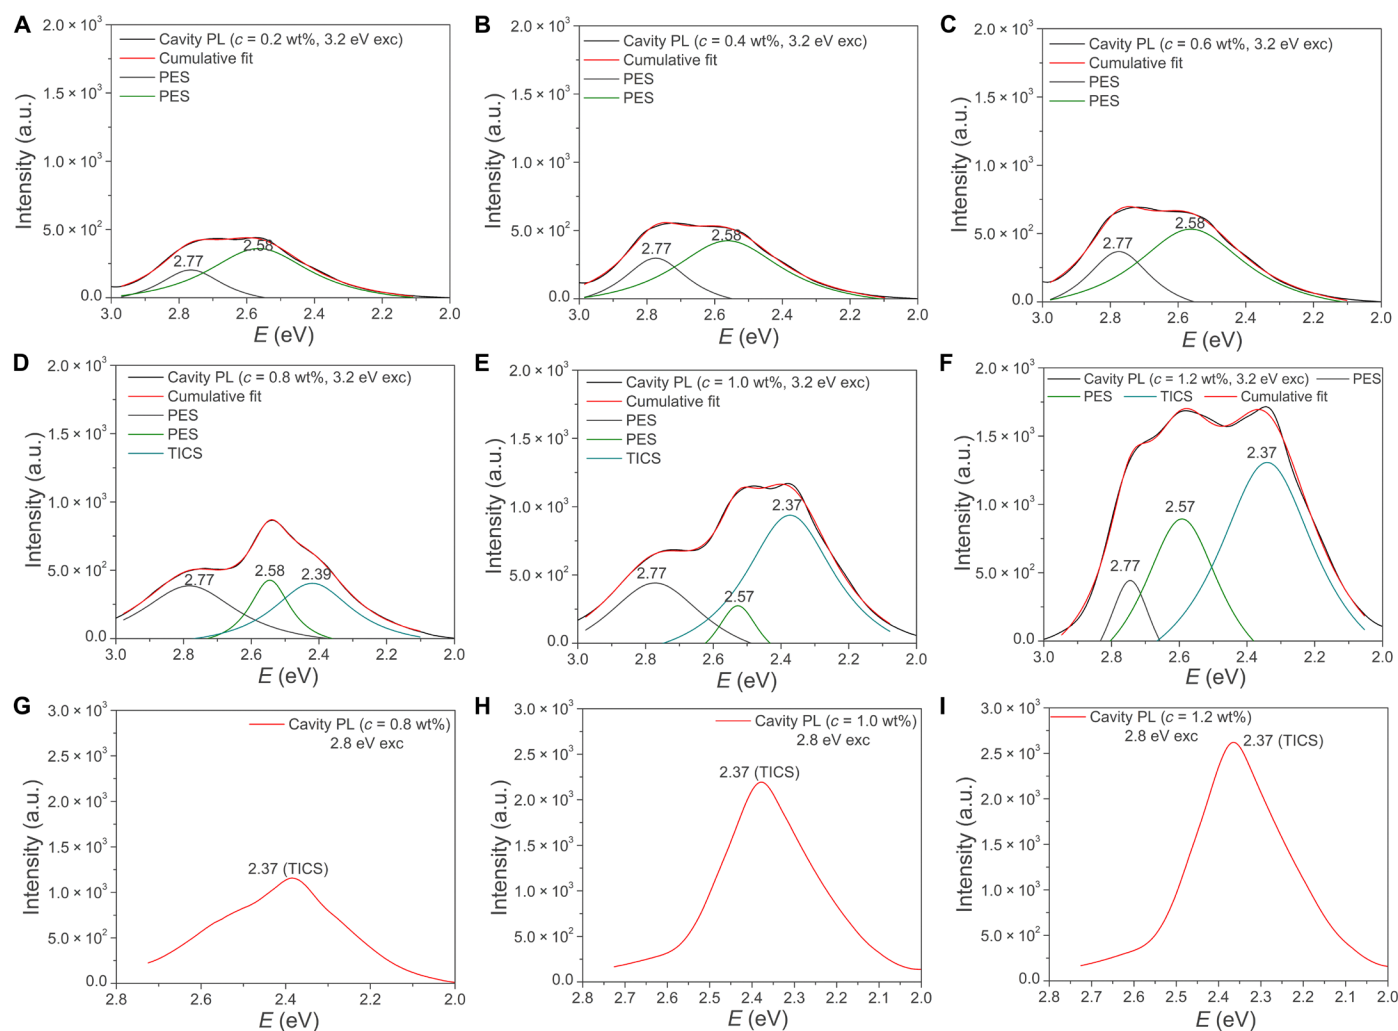 A
2.0 × 10³
1.5 × 10³
1.0 × 10³
5.0 × 10²
0.0
Intensity (a.u.)
Cavity PL (c = 0.2 wt%, 3.2 eV exc)
Cumulative fit
PES
PES
2.77
2.58
3.0 2.8 2.6 2.4 2.2 2.0
E (eV)
B
2.0 × 10³
1.5 × 10³
1.0 × 10³
5.0 × 10²
0.0
Intensity (a.u.)
Cavity PL (c = 0.4 wt%, 3.2 eV exc)
Cumulative fit
PES
PES
2.77
2.58
3.0 2.8 2.6 2.4 2.2 2.0
E (eV)
C
2.0 × 10³
1.5 × 10³
1.0 × 10³
5.0 × 10²
0.0
Intensity (a.u.)
Cavity PL (c = 0.6 wt%, 3.2 eV exc)
Cumulative fit
PES
PES
2.77
2.58
3.0 2.8 2.6 2.4 2.2 2.0
E (eV)
D
2.0 × 10³
1.5 × 10³
1.0 × 10³
5.0 × 10²
0.0
Intensity (a.u.)
Cavity PL (c = 0.8 wt%, 3.2 eV exc)
Cumulative fit
PES
PES
TICS
2.77
2.58
2.39
3.0 2.8 2.6 2.4 2.2 2.0
E (eV)
E
2.0 × 10³
1.5 × 10³
1.0 × 10³
5.0 × 10²
0.0
Intensity (a.u.)
Cavity PL (c = 1.0 wt%, 3.2 eV exc)
Cumulative fit
PES
PES
TICS
2.77
2.57
2.37
3.0 2.8 2.6 2.4 2.2 2.0
E (eV)
F
2.0 × 10³
1.5 × 10³
1.0 × 10³
5.0 × 10²
0.0
Intensity (a.u.)
Cavity PL (c = 1.2 wt%, 3.2 eV exc) PES
PES TICS Cumulative fit
2.77
2.57
2.37
3.0 2.8 2.6 2.4 2.2 2.0
E (eV)
G
3.0 × 10³
2.5 × 10³
2.0 × 10³
1.5 × 10³
1.0 × 10³
5.0 × 10²
0.0
Intensity (a.u.)
Cavity PL (c = 0.8 wt%)
2.8 eV exc
2.37 (TICS)
2.8 2.6 2.4 2.2 2.0
E (eV)
H
3.0 × 10³
2.5 × 10³
2.0 × 10³
1.5 × 10³
1.0 × 10³
5.0 × 10²
0.0
Intensity (a.u.)
Cavity PL (c = 1.0 wt%)
2.8 eV exc
2.37 (TICS)
2.8 2.7 2.6 2.5 2.4 2.3 2.2 2.1 2.0
E (eV)
I
3.0 × 10³
2.5 × 10³
2.0 × 10³
1.5 × 10³
1.0 × 10³
5.0 × 10²
0.0
Intensity (a.u.)
Cavity PL (c = 1.2 wt%)
2.8 eV exc
2.37 (TICS)
2.8 2.7 2.6 2.5 2.4 2.3 2.2 2.1 2.0
E (eV)